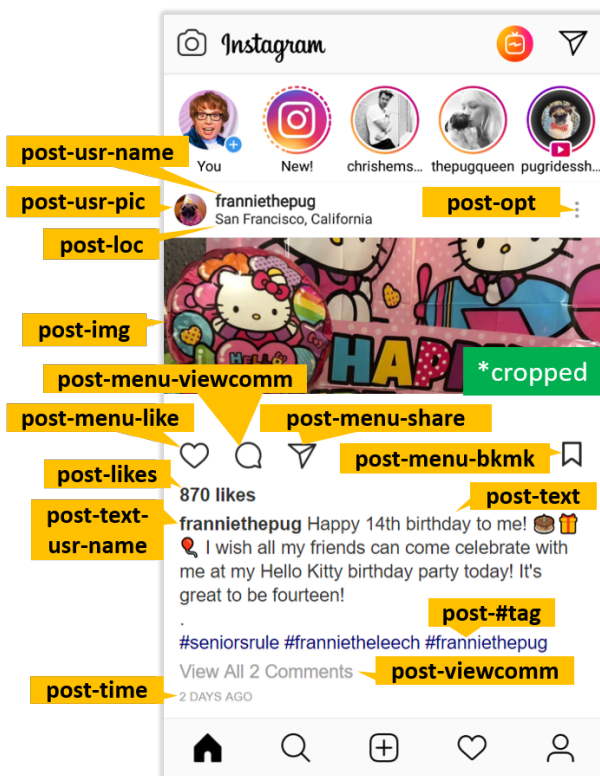 Instagram
You New! chrishems... thepugqueen pugridessh...
post-usr-name
post-usr-pic
franniethepug
San Francisco, California
post-opt
post-loc
post-img
HELLO
HAP
*cropped
post-menu-viewcomm
post-menu-like
post-menu-share
post-menu-bkmk
post-likes
870 likes
post-text
post-text-
usr-name
franniethepug Happy 14th birthday to me! 🎂🎁
🎈 I wish all my friends can come celebrate with
me at my Hello Kitty birthday party today! It's
great to be fourteen!
.
post-#tag
#seniorsrule #frannietheleech #franniethepug
View All 2 Comments
post-viewcomm
post-time
2 DAYS AGO